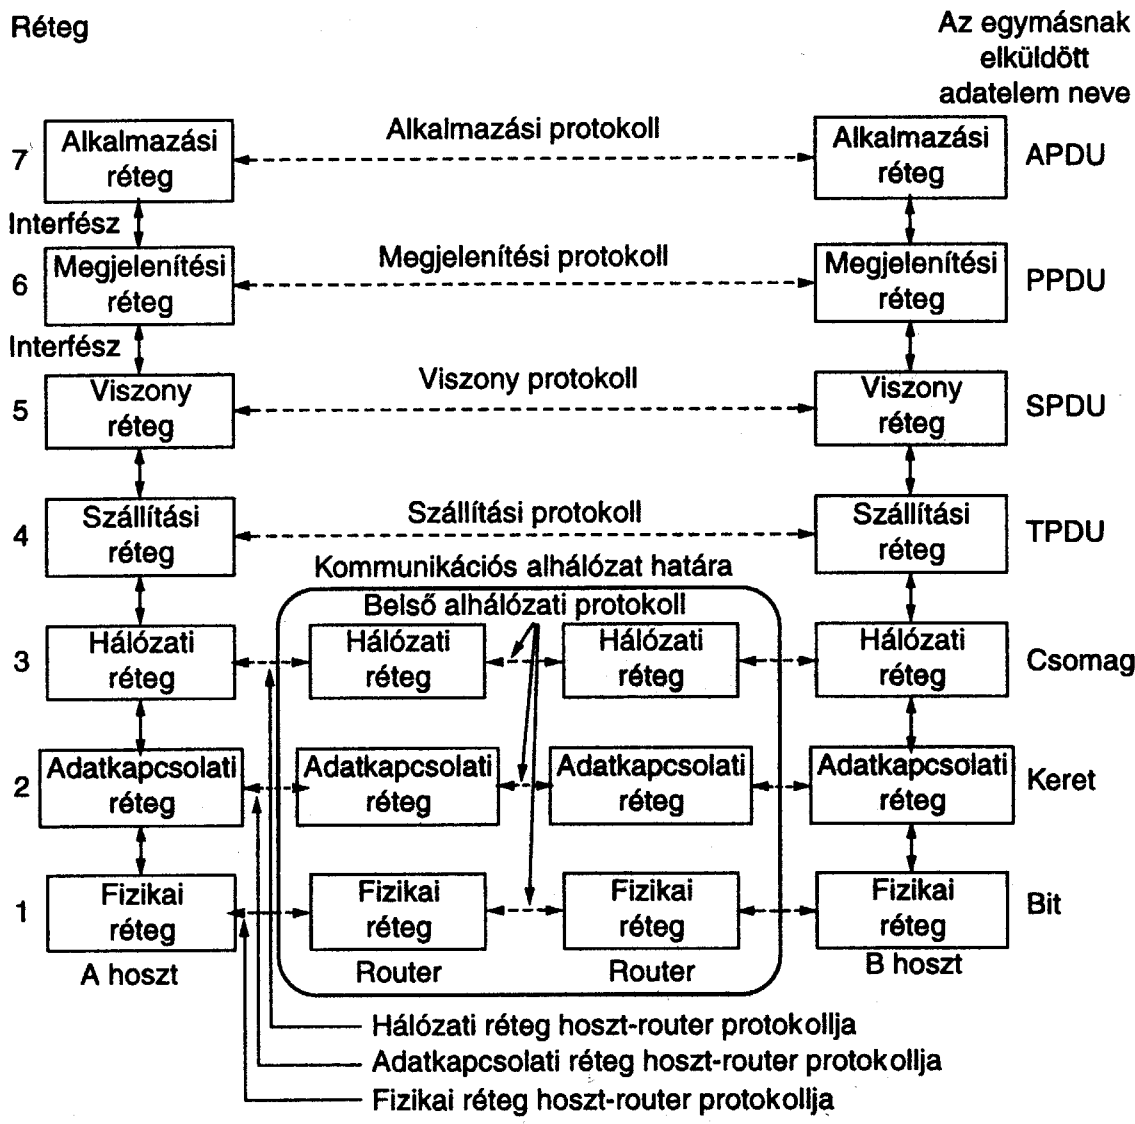 Réteg
Az egymásnak
elküldött
adatelem neve
7
Alkalmazási
réteg
Alkalmazási protokoll
Alkalmazási
réteg
APDU
Interfész
6
Megjelenítési
réteg
Megjelenítési protokoll
Megjelenítési
réteg
PPDU
Interfész
5
Viszony
réteg
Viszony protokoll
Viszony
réteg
SPDU
4
Szállítási
réteg
Szállítási protokoll
Szállítási
réteg
TPDU
Kommunikációs alhálózat határa
Belső alhálózati protokoll
3
Hálózati
réteg
Hálózati
réteg
Hálózati
réteg
Hálózati
réteg
Csomag
2
Adatkapcsolati
réteg
Adatkapcsolati
réteg
Adatkapcsolati
réteg
Adatkapcsolati
réteg
Keret
1
Fizikai
réteg
Fizikai
réteg
Fizikai
réteg
Fizikai
réteg
Bit
A hoszt
Router
Router
B hoszt
Hálózati réteg hoszt-router protokollja
Adatkapcsolati réteg hoszt-router protokollja
Fizikai réteg hoszt-router protokollja